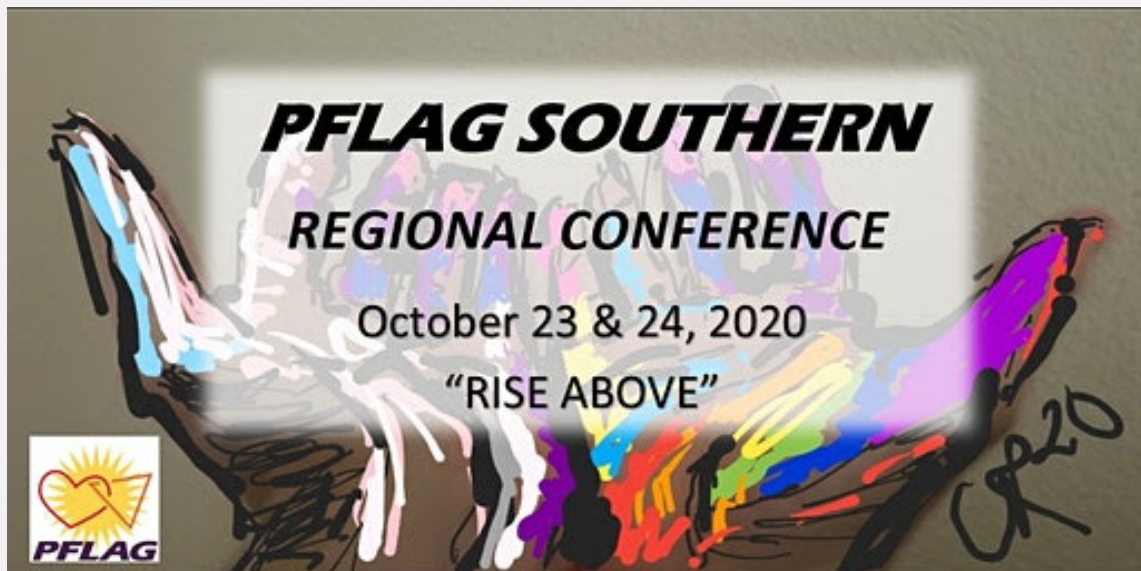 PFLAG SOUTHERN
REGIONAL CONFERENCE
October 23 & 24, 2020
“RISE ABOVE”
PFLAG